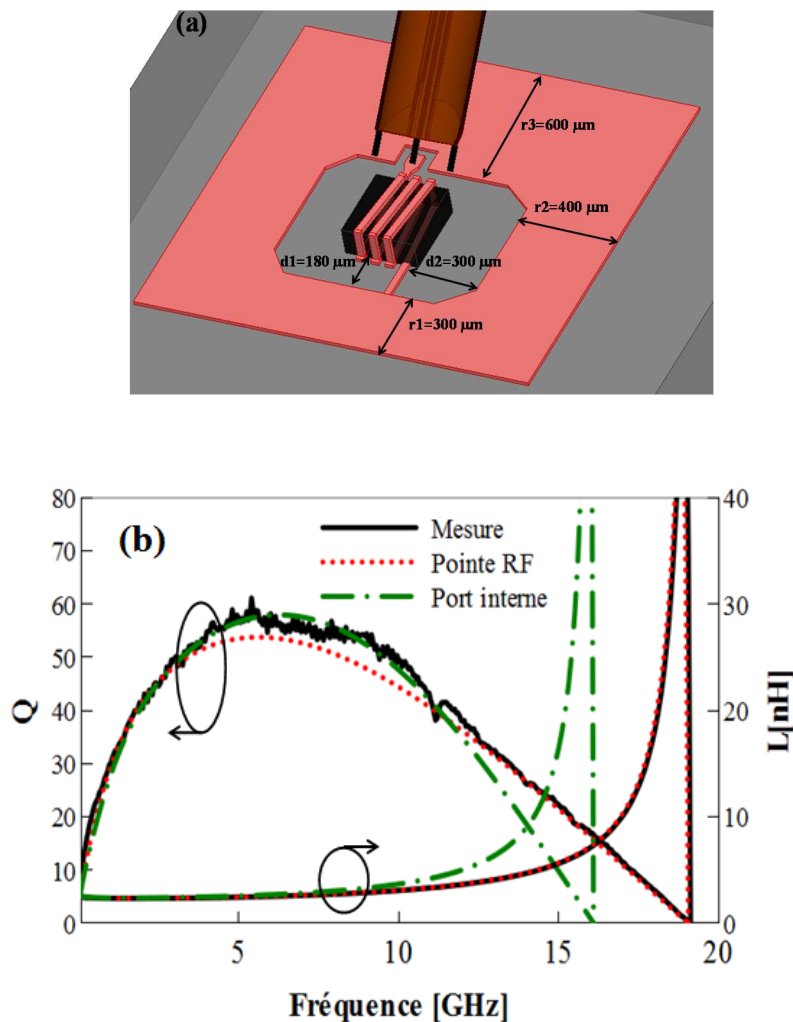 (a)
r3=600 µm
r2=400 µm
d1=180 µm
d2=300 µm
r1=300 µm
(b)
Mesure
Pointe RF
Port interne
80
70
60
50
40
30
20
10
0
Q
40
30
20
10
0
L[nH]
5
10
15
20
Fréquence [GHz]